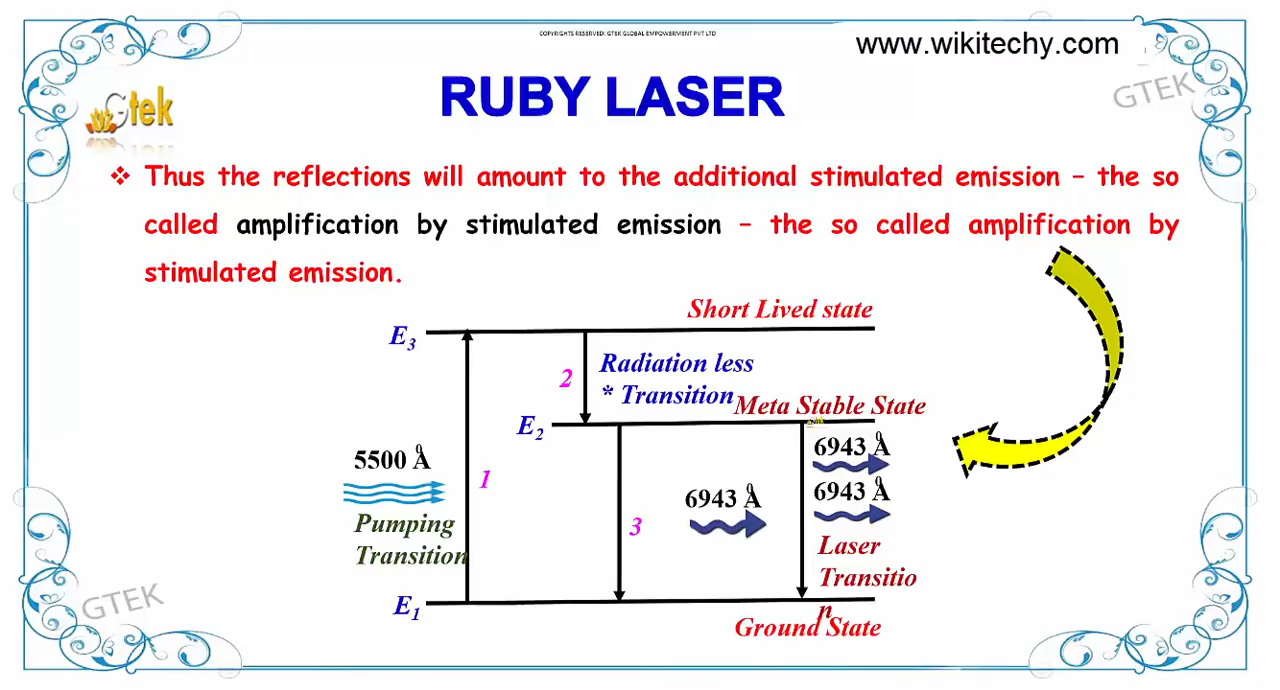 COPYRIGHTS RESERVED: GTEK GLOBAL EMPOWERMENT PVT LTD
www.wikitechy.com
Gtek
GTEK
RUBY LASER
❖ Thus the reflections will amount to the additional stimulated emission – the so
called amplification by stimulated emission – the so called amplification by
stimulated emission.
Short Lived state
E3
Radiation less
2
* Transition
Meta Stable State
E2
6943 Å
5500 Å
1
6943 Å
6943 Å
Pumping
Transition
3
Laser
Transitio
n
E1
Ground State
GTEK